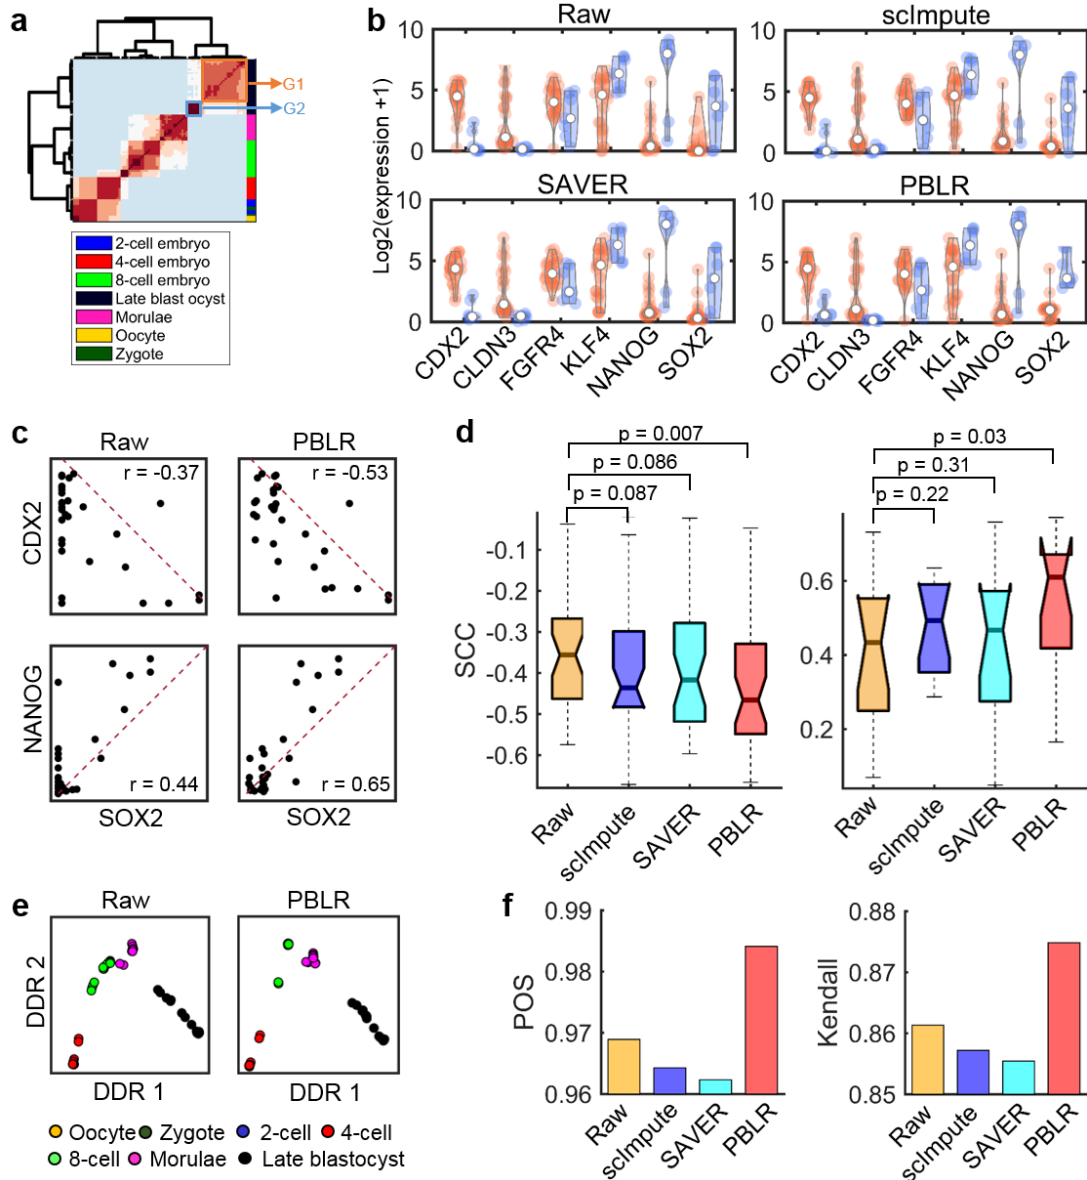 a
G1
G2
2-cell embryo
4-cell embryo
8-cell embryo
Late blast ocyst
Morulae
Oocyte
Zygote
b
Raw
scImpute
10
5
0
10
5
0
SAVER
PBLR
10
5
0
10
5
0
Log2(expression +1)
CDX2
CLDN3
FGFR4
KLF4
NANOG
SOX2
CDX2
CLDN3
FGFR4
KLF4
NANOG
SOX2
c
Raw
PBLR
CDX2
r = -0.37
r = -0.53
NANOG
r = 0.44
r = 0.65
SOX2
SOX2
d
p = 0.007
p = 0.086
p = 0.087
SCC
-0.1
-0.2
-0.3
-0.4
-0.5
-0.6
Raw
scImpute
SAVER
PBLR
p = 0.03
p = 0.31
p = 0.22
0.6
0.4
0.2
Raw
scImpute
SAVER
PBLR
e
Raw
PBLR
DDR 2
DDR 1
DDR 1
Oocyte Zygote 2-cell 4-cell
8-cell Morulae Late blastocyst
f
POS
0.99
0.98
0.97
0.96
Raw
scImpute
SAVER
PBLR
Kendall
0.88
0.87
0.86
0.85
Raw
scImpute
SAVER
PBLR